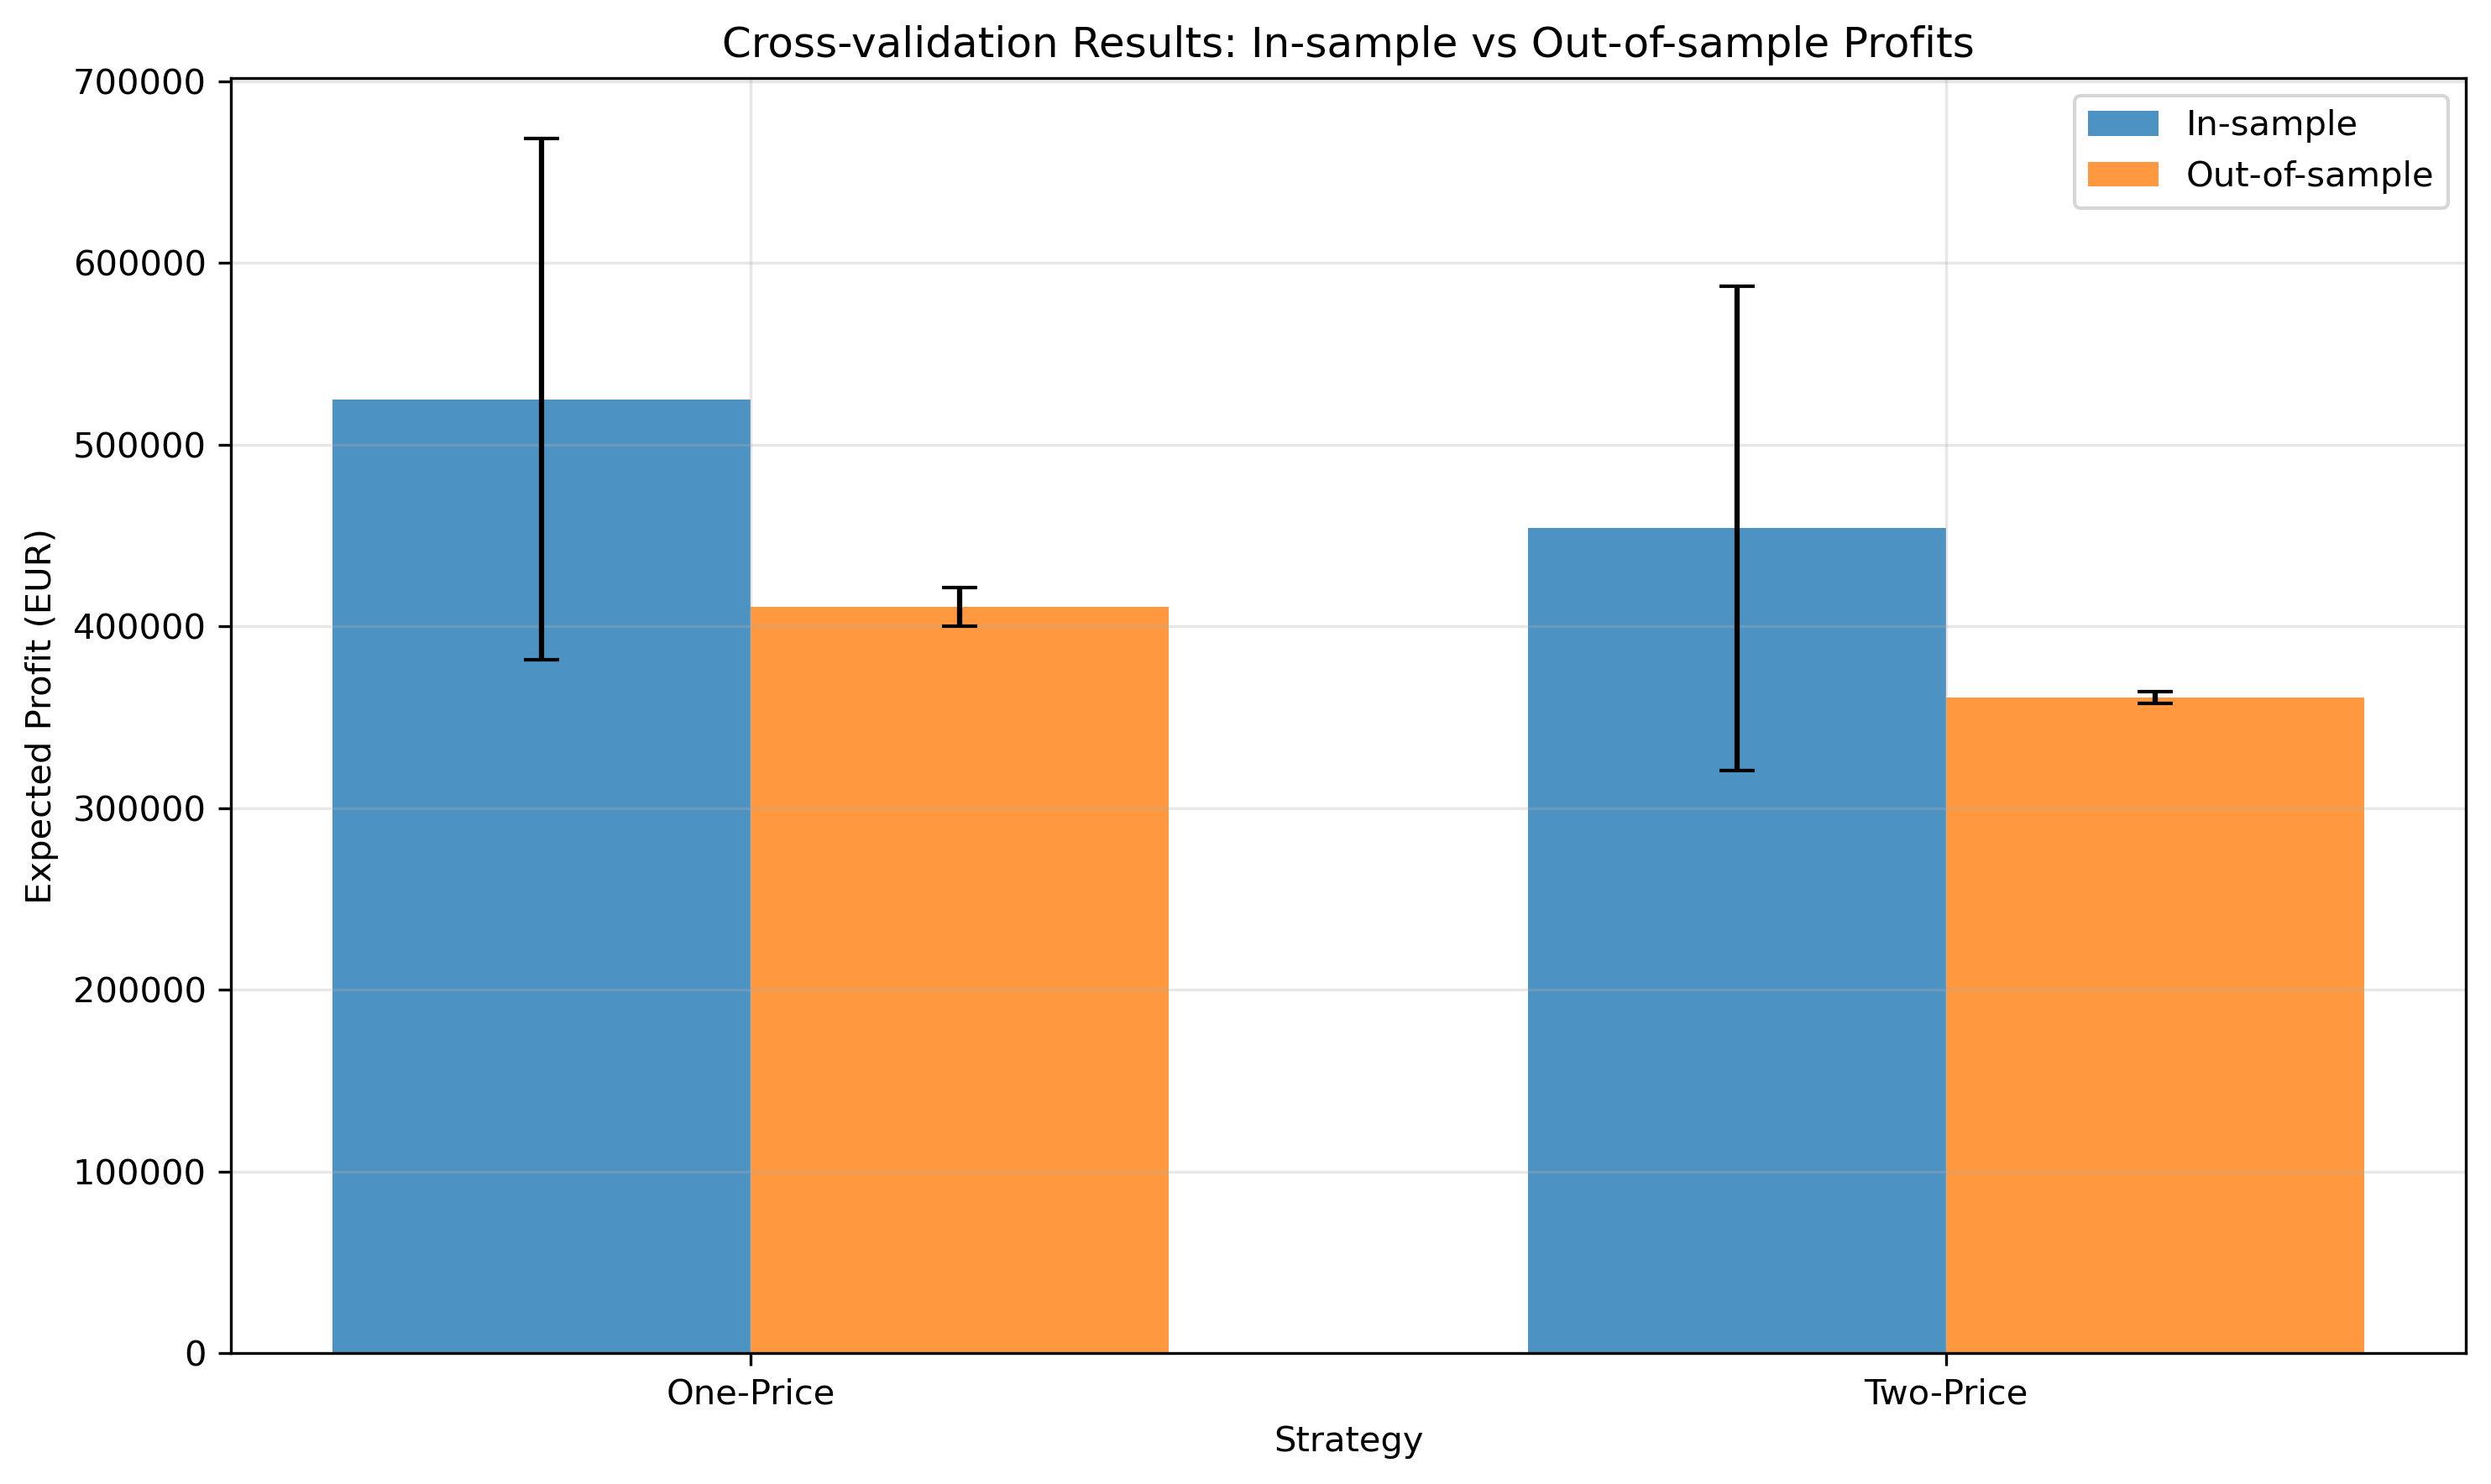 Cross-validation Results: In-sample vs Out-of-sample Profits
In-sample
Out-of-sample
Expected Profit (EUR)
700000
600000
500000
400000
300000
200000
100000
0
One-Price
Two-Price
Strategy